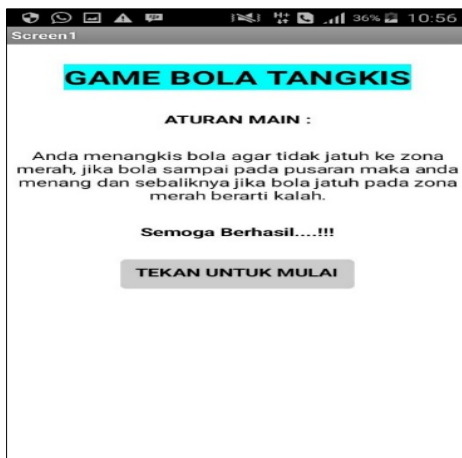 36% 10:56
Screen1
GAME BOLA TANGKIS
ATURAN MAIN :
Anda menangkis bola agar tidak jatuh ke zona
merah, jika bola sampai pada pusaran maka anda
menang dan sebaliknya jika bola jatuh pada zona
merah berarti kalah.
Semoga Berhasil....!!!
TEKAN UNTUK MULAI